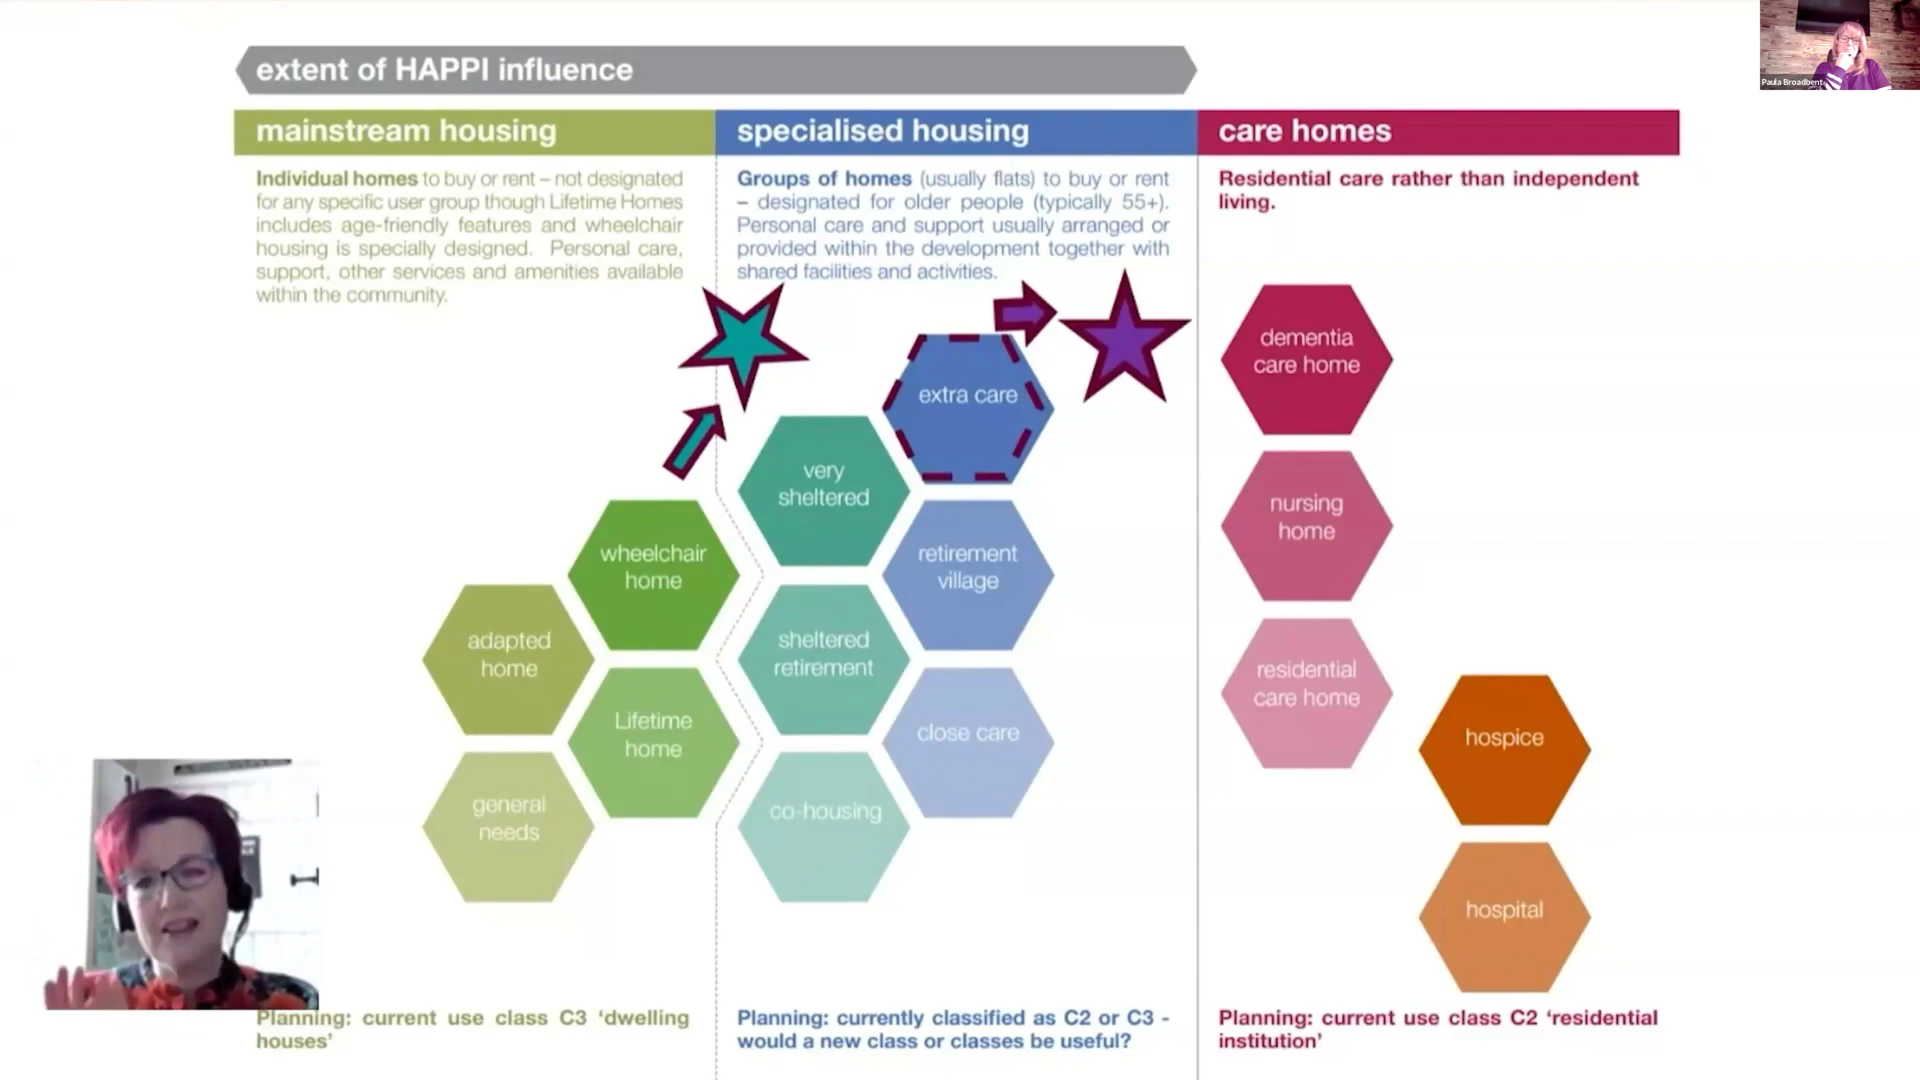 extent of HAPPI influence
mainstream housing
Individual homes to buy or rent – not designated
for any specific user group though Lifetime Homes
includes age-friendly features and wheelchair
housing is specially designed. Personal care,
support, other services and amenities available
within the community.
specialised housing
Groups of homes (usually flats) to buy or rent
– designated for older people (typically 55+).
Personal care and support usually arranged or
provided within the development together with
shared facilities and activities.
care homes
Residential care rather than independent
living.
general
needs
adapted
home
Lifetime
home
wheelchair
home
co-housing
sheltered
retirement
very
sheltered
close care
retirement
village
extra care
dementia
care home
nursing
home
residential
care home
hospice
hospital
Planning: current use class C3 ‘dwelling
houses’
Planning: currently classified as C2 or C3 -
would a new class or classes be useful?
Planning: current use class C2 ‘residential
institution’
Paula Broadbent